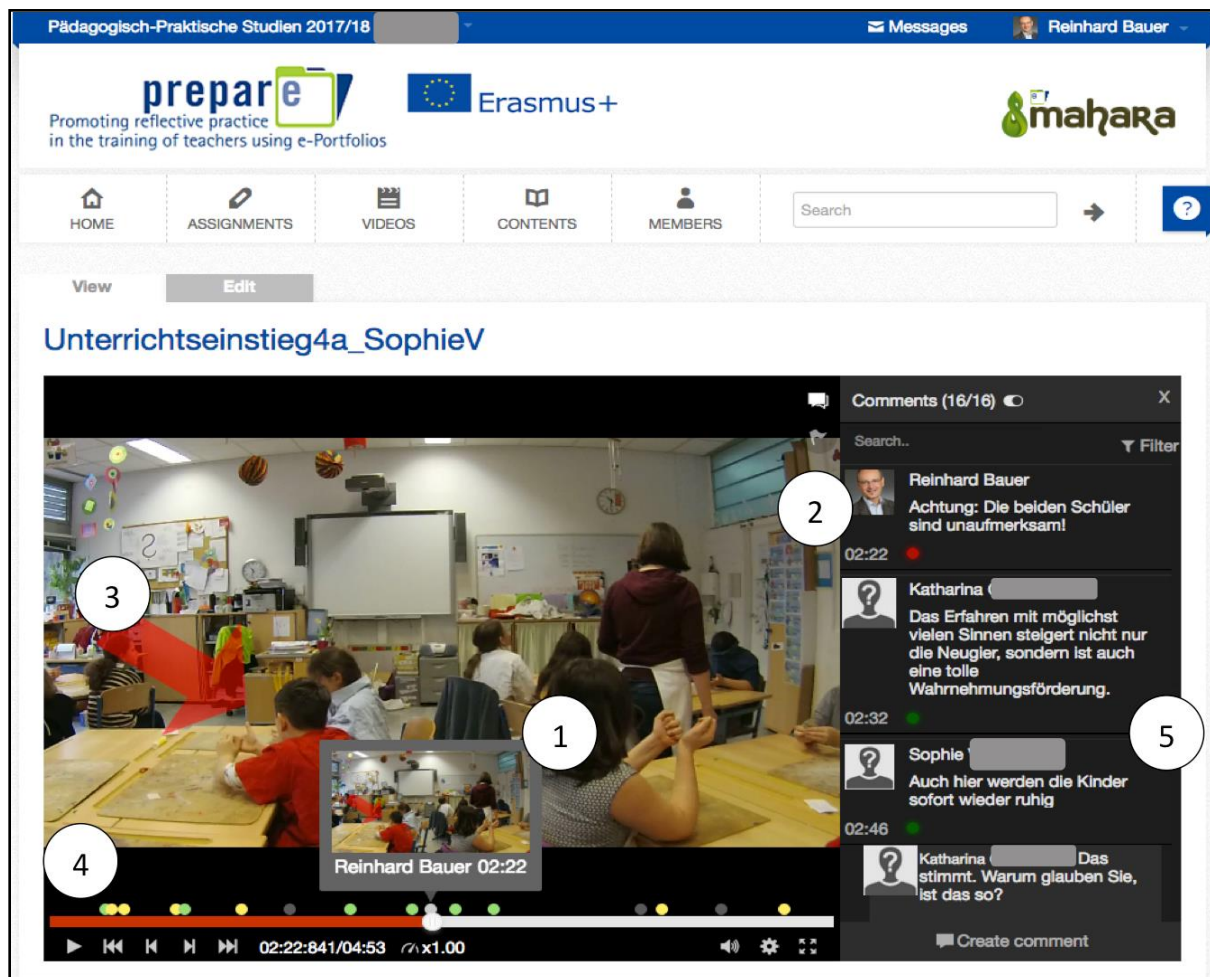 Pädagogisch-Praktische Studien 2017/18
Messages
Reinhard Bauer
prepare
Promoting reflective practice
in the training of teachers using e-Portfolios
Erasmus+
mahara
HOME
ASSIGNMENTS
VIDEOS
CONTENTS
MEMBERS
Search
?
View
Edit
Unterrichtseinstieg4a_SophieV
Comments (16/16)
X
Search..
Filter
Reinhard Bauer
Achtung: Die beiden Schüler
sind unaufmerksam!
02:22
Katharina
Das Erfahren mit möglichst
vielen Sinnen steigert nicht nur
die Neugier, sondern ist auch
eine tolle
Wahrnehmungsförderung.
02:32
Sophie
Auch hier werden die Kinder
sofort wieder ruhig
02:46
Katharina Das
stimmt. Warum glauben Sie,
ist das so?
Create comment
1
2
3
4
5
Reinhard Bauer 02:22
02:22:841/04:53 x1.00